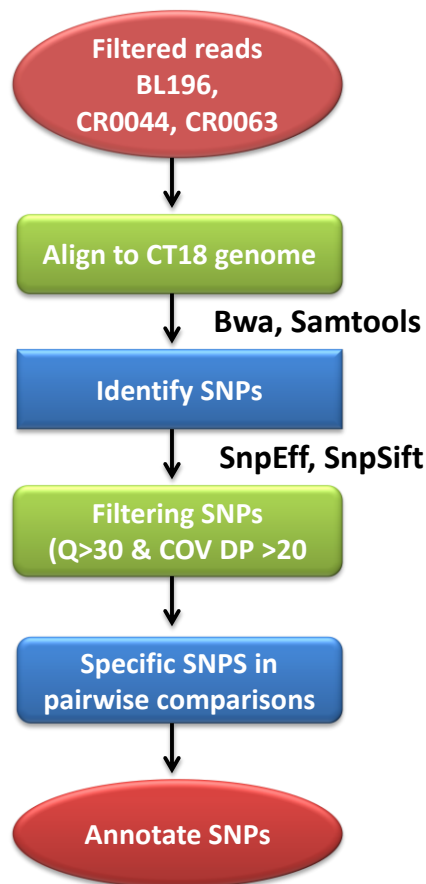 Filtered reads
BL196,
CR0044, CR0063
Align to CT18 genome
Bwa, Samtools
Identify SNPs
SnpEff, SnpSift
Filtering SNPs
(Q>30 & COV DP >20
Specific SNPS in
pairwise comparisons
Annotate SNPs